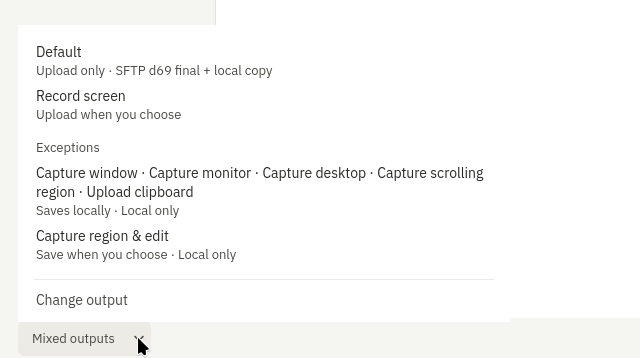 Default
Upload only · SFTP d69 final + local copy
Record screen
Upload when you choose
Exceptions
Capture window · Capture monitor · Capture desktop · Capture scrolling
region · Upload clipboard
Saves locally · Local only
Capture region & edit
Save when you choose · Local only
Change output
Mixed outputs